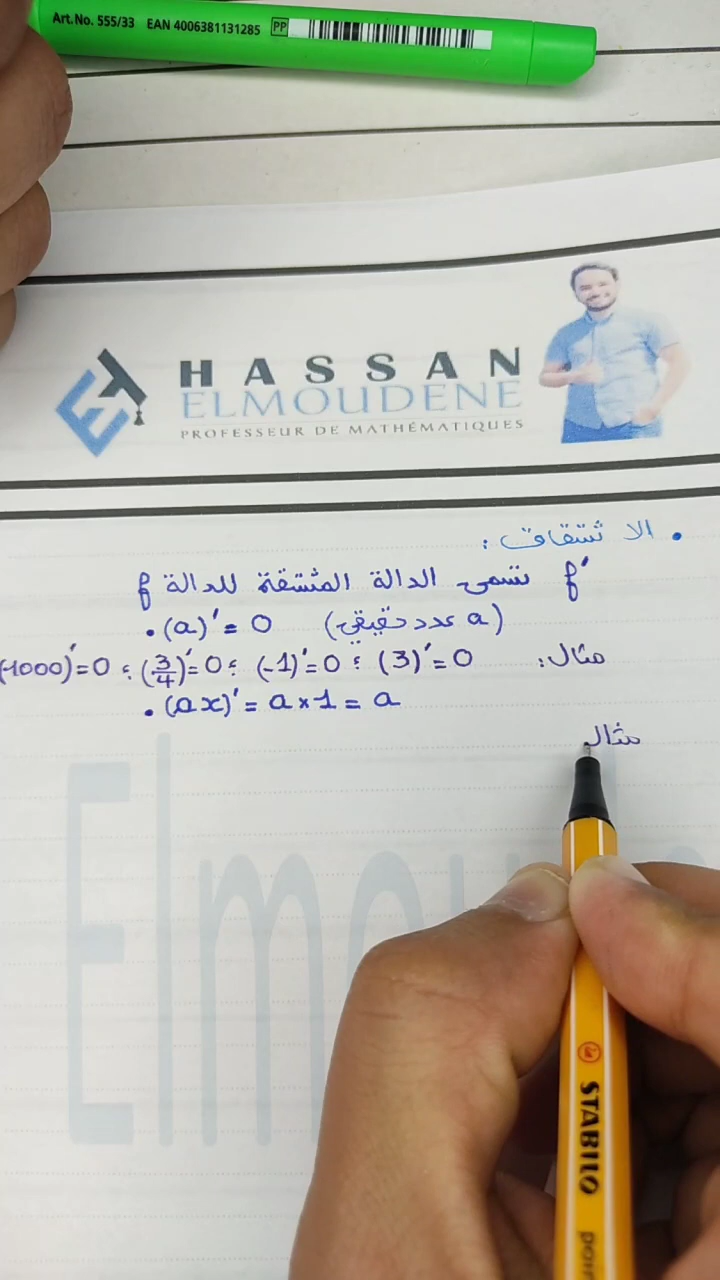 Art.No. 555/33 EAN 4006381131285 PP
HASSAN
ELMOUDENE
PROFESSEUR DE MATHÉMATIQUES
• الاشتقاق :
f' تسمى الدالة المشتقة للدالة f
• (a)' = 0 (a عدد حقيقي)
مثال: (3)' = 0 ؛ (-1)' = 0 ؛ (3/4)' = 0 ؛ (-1000)' = 0
• (ax)' = a × 1 = a
مثال
Elmou
STABILO
poin